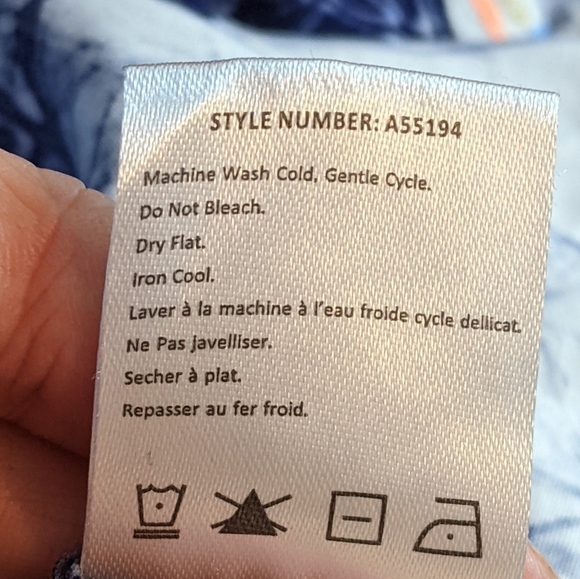 STYLE NUMBER: A55194
Machine Wash Cold, Gentle Cycle.
Do Not Bleach.
Dry Flat.
Iron Cool.
Laver à la machine à l'eau froide cycle dellicat.
Ne Pas javelliser.
Secher à plat.
Repasser au fer froid.